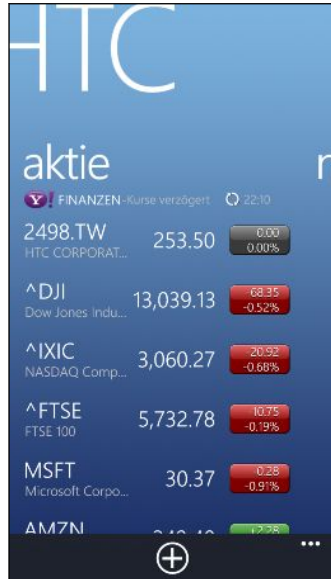 HTC
aktie
Y! FINANZEN-Kurse verzögert 22:10
2498.TW 253.50 0.00
HTC CORPORAT... 0.00%
^DJI 13,039.13 68.35
Dow Jones Indu... -0.52%
^IXIC 3,060.27 20.92
NASDAQ Comp... -0.68%
^FTSE 5,732.78 10.75
FTSE 100 -0.19%
MSFT 30.37 0.28
Microsoft Corpo... -0.91%
AMZN